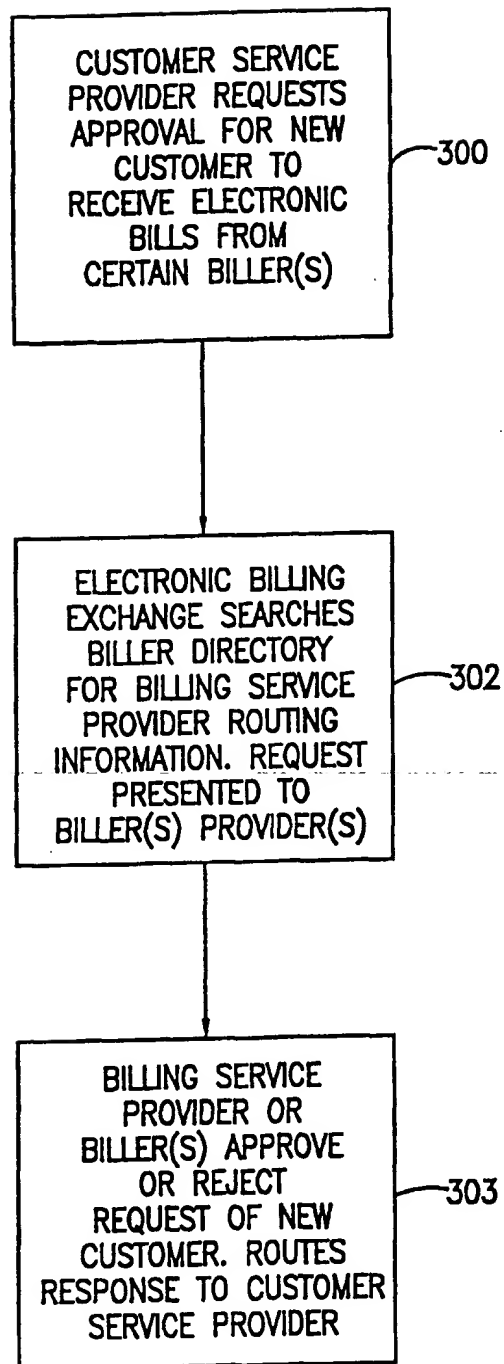 CUSTOMER SERVICE
PROVIDER REQUESTS
APPROVAL FOR NEW
CUSTOMER TO
RECEIVE ELECTRONIC
BILLS FROM
CERTAIN BILLER(S)
300
ELECTRONIC BILLING
EXCHANGE SEARCHES
BILLER DIRECTORY
FOR BILLING SERVICE
PROVIDER ROUTING
INFORMATION. REQUEST
PRESENTED TO
BILLER(S) PROVIDER(S)
302
BILLING SERVICE
PROVIDER OR
BILLER(S) APPROVE
OR REJECT
REQUEST OF NEW
CUSTOMER. ROUTES
RESPONSE TO CUSTOMER
SERVICE PROVIDER
303